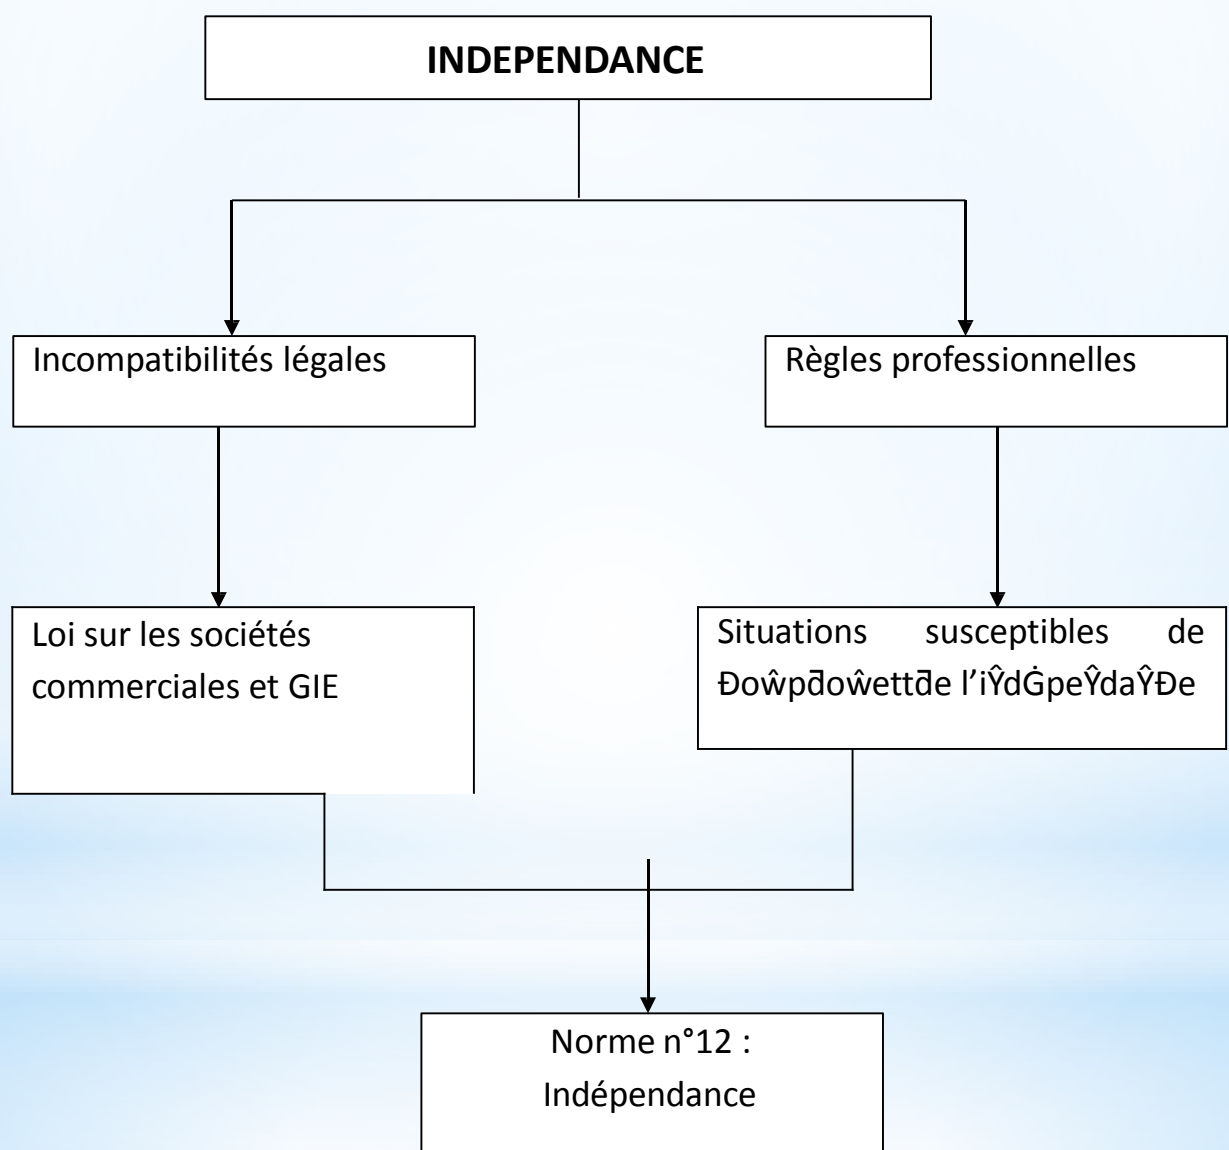 INDEPENDANCE
Incompatibilités légales
Règles professionnelles
Loi sur les sociétés
commerciales et GIE
Situations susceptibles de
Ðoŵpƌoŵettƌe l’iŶdĠpeŶdaŶĐe
Norme n°12 :
Indépendance